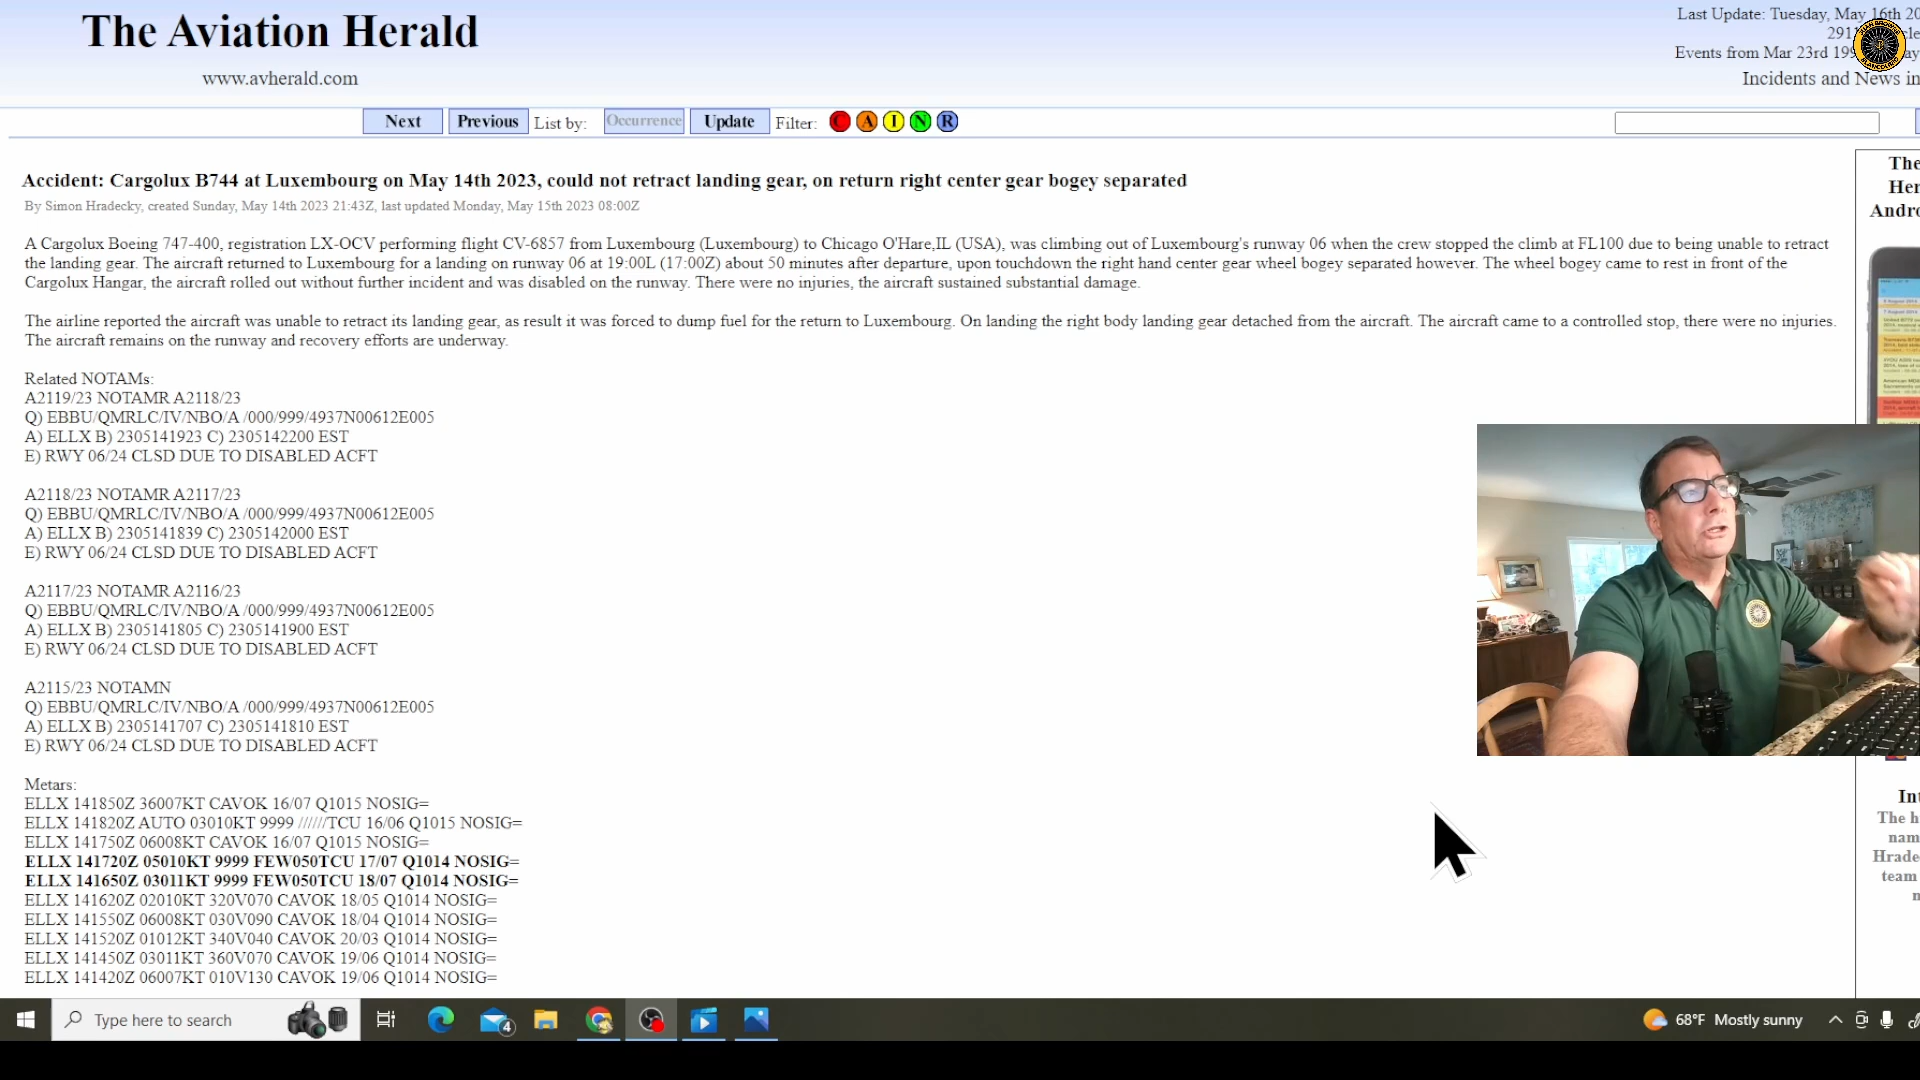 The Aviation Herald
www.avherald.com
Last Update: Tuesday, May 16th 20
Events from Mar 23rd 199
Incidents and News in
Next Previous List by: Occurrence Update Filter: C A I N R
Accident: Cargolux B744 at Luxembourg on May 14th 2023, could not retract landing gear, on return right center gear bogey separated
By Simon Hradecky, created Sunday, May 14th 2023 21:43Z, last updated Monday, May 15th 2023 08:00Z
A Cargolux Boeing 747-400, registration LX-OCV performing flight CV-6857 from Luxembourg (Luxembourg) to Chicago O'Hare,IL (USA), was climbing out of Luxembourg's runway 06 when the crew stopped the climb at FL100 due to being unable to retract
the landing gear. The aircraft returned to Luxembourg for a landing on runway 06 at 19:00L (17:00Z) about 50 minutes after departure, upon touchdown the right hand center gear wheel bogey separated however. The wheel bogey came to rest in front of the
Cargolux Hangar, the aircraft rolled out without further incident and was disabled on the runway. There were no injuries, the aircraft sustained substantial damage.
The airline reported the aircraft was unable to retract its landing gear, as result it was forced to dump fuel for the return to Luxembourg. On landing the right body landing gear detached from the aircraft. The aircraft came to a controlled stop, there were no injuries.
The aircraft remains on the runway and recovery efforts are underway.
Related NOTAMs:
A2119/23 NOTAMR A2118/23
Q) EBBU/QMRLC/IV/NBO/A /000/999/4937N00612E005
A) ELLX B) 2305141923 C) 2305142200 EST
E) RWY 06/24 CLSD DUE TO DISABLED ACFT
A2118/23 NOTAMR A2117/23
Q) EBBU/QMRLC/IV/NBO/A /000/999/4937N00612E005
A) ELLX B) 2305141839 C) 2305142000 EST
E) RWY 06/24 CLSD DUE TO DISABLED ACFT
A2117/23 NOTAMR A2116/23
Q) EBBU/QMRLC/IV/NBO/A /000/999/4937N00612E005
A) ELLX B) 2305141805 C) 2305141900 EST
E) RWY 06/24 CLSD DUE TO DISABLED ACFT
A2115/23 NOTAMN
Q) EBBU/QMRLC/IV/NBO/A /000/999/4937N00612E005
A) ELLX B) 2305141707 C) 2305141810 EST
E) RWY 06/24 CLSD DUE TO DISABLED ACFT
Metars:
ELLX 141850Z 36007KT CAVOK 16/07 Q1015 NOSIG=
ELLX 141820Z AUTO 03010KT 9999 //////TCU 16/06 Q1015 NOSIG=
ELLX 141750Z 06008KT CAVOK 16/07 Q1015 NOSIG=
ELLX 141720Z 05010KT 9999 FEW050TCU 17/07 Q1014 NOSIG=
ELLX 141650Z 03011KT 9999 FEW050TCU 18/07 Q1014 NOSIG=
ELLX 141620Z 02010KT 320V070 CAVOK 18/05 Q1014 NOSIG=
ELLX 141550Z 06008KT 030V090 CAVOK 18/04 Q1014 NOSIG=
ELLX 141520Z 01012KT 340V040 CAVOK 20/03 Q1014 NOSIG=
ELLX 141450Z 03011KT 360V070 CAVOK 19/06 Q1014 NOSIG=
ELLX 141420Z 06007KT 010V130 CAVOK 19/06 Q1014 NOSIG=
The
Her
Andro
Int
The h
nam
Hrade
team
n
Type here to search
4
68°F Mostly sunny